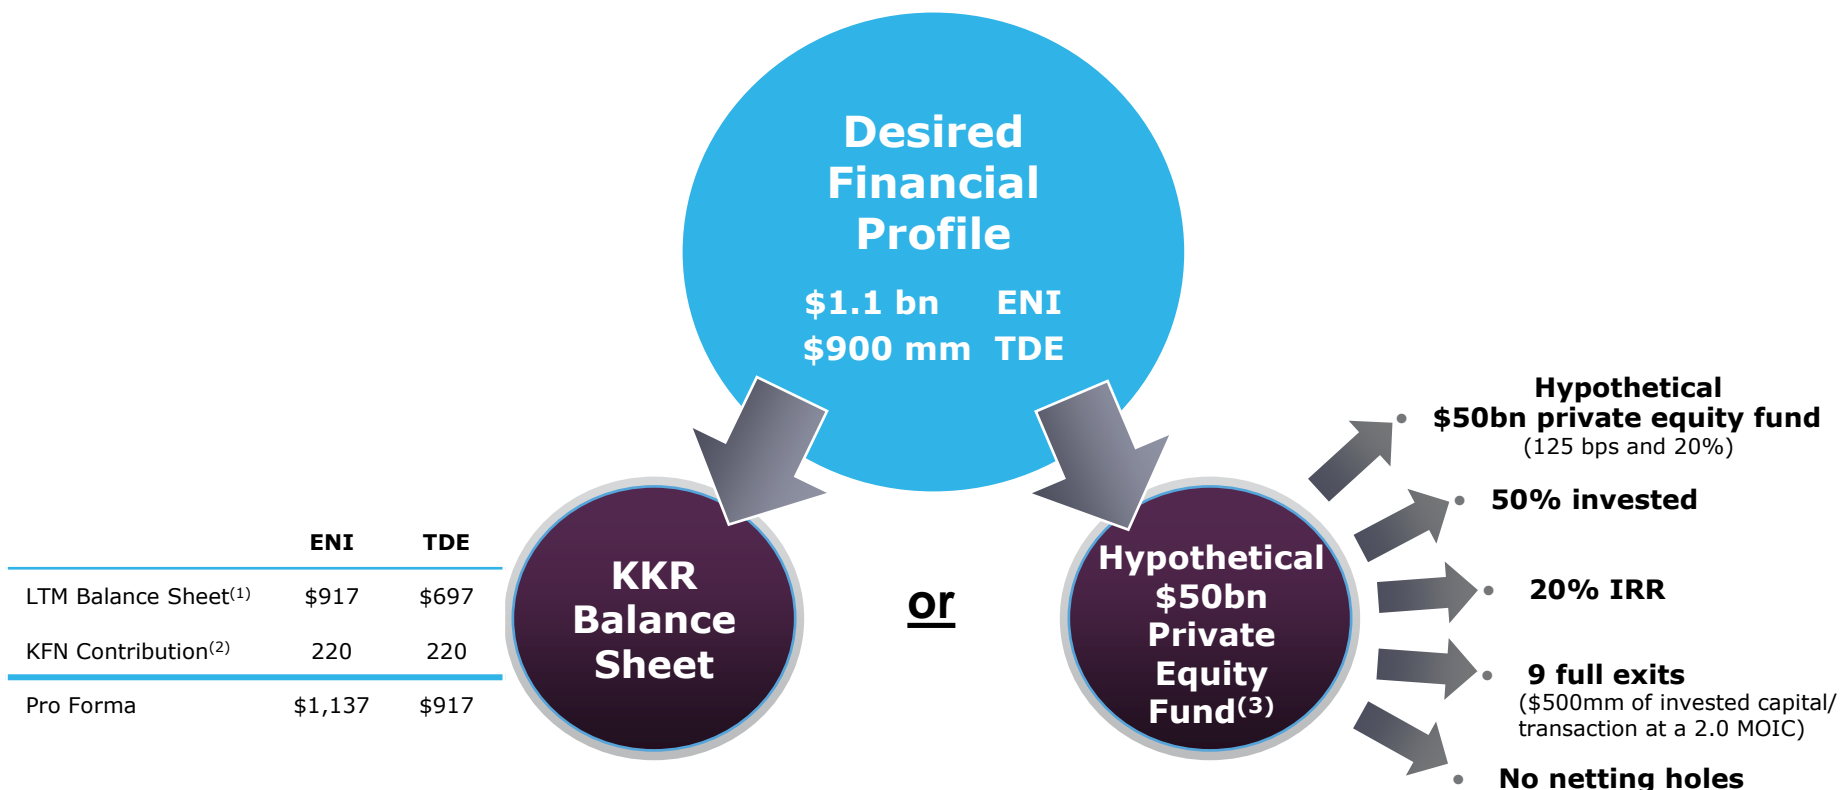 Desired
Financial
Profile
$1.1 bn ENI
$900 mm TDE
ENI TDE
LTM Balance Sheet(1) $917 $697
KFN Contribution(2) 220 220
Pro Forma $1,137 $917
KKR
Balance
Sheet
or
Hypothetical
$50bn
Private
Equity
Fund(3)
• Hypothetical
$50bn private equity fund
(125 bps and 20%)
• 50% invested
• 20% IRR
• 9 full exits
($500mm of invested capital/
transaction at a 2.0 MOIC)
• No netting holes